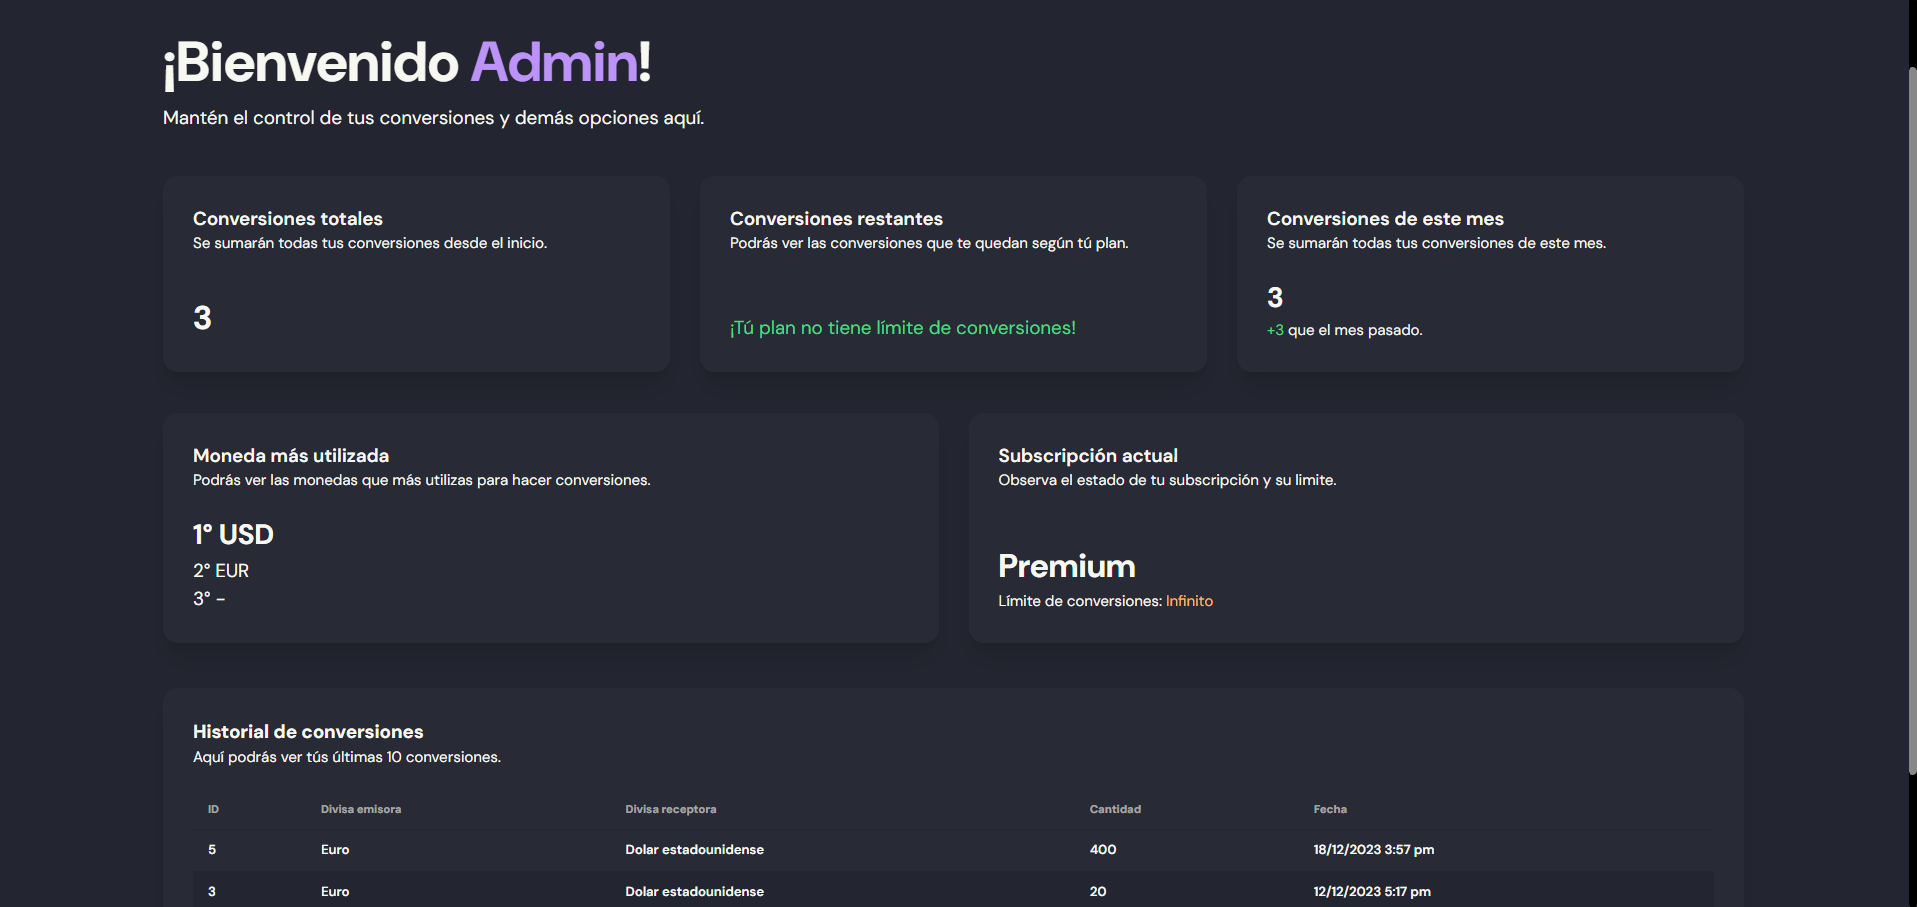 ¡Bienvenido Admin!
Mantén el control de tus conversiones y demás opciones aquí.
Conversiones totales
Se sumarán todas tus conversiones desde el inicio.
3
Conversiones restantes
Podrás ver las conversiones que te quedan según tú plan.
¡Tú plan no tiene límite de conversiones!
Conversiones de este mes
Se sumarán todas tus conversiones de este mes.
3
+3 que el mes pasado.
Moneda más utilizada
Podrás ver las monedas que más utilizas para hacer conversiones.
1° USD
2° EUR
3° -
Subscripción actual
Observa el estado de tu subscripción y su limite.
Premium
Límite de conversiones: Infinito
Historial de conversiones
Aquí podrás ver tús últimas 10 conversiones.
ID Divisa emisora Divisa receptora Cantidad Fecha
5 Euro Dolar estadounidense 400 18/12/2023 3:57 pm
3 Euro Dolar estadounidense 20 12/12/2023 5:17 pm